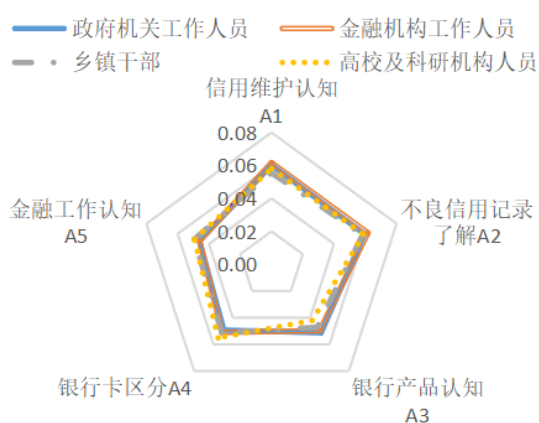 政府机关工作人员 金融机构工作人员
乡镇干部 高校及科研机构人员
信用维护认知
A1
0.08
0.06
0.04
0.02
0.00
金融工作认知
A5
不良信用记录
了解A2
银行卡区分A4
银行产品认知
A3